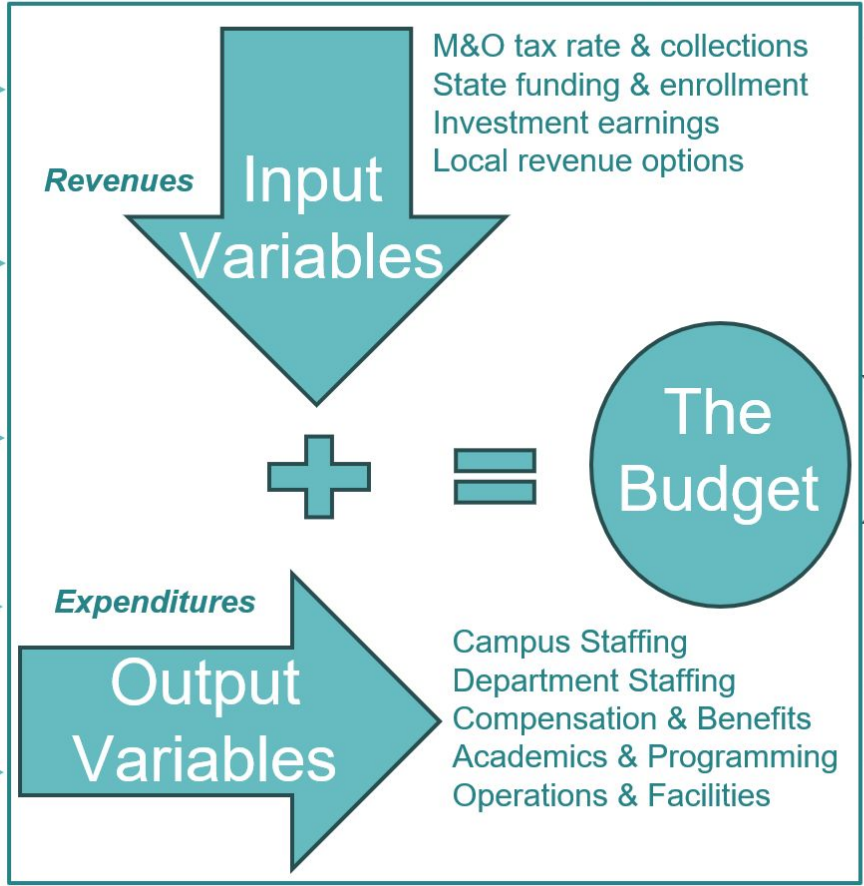 M&O tax rate & collections
State funding & enrollment
Investment earnings
Local revenue options
Revenues
Input
Variables
+
=
The
Budget
Expenditures
Output
Variables
Campus Staffing
Department Staffing
Compensation & Benefits
Academics & Programming
Operations & Facilities